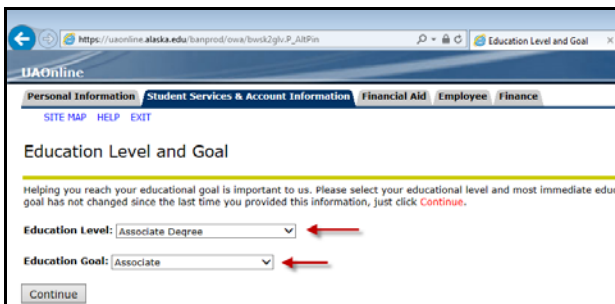 https://uaonline.alaska.edu/banprod/owa/bwsk2glv.P_AltPin
Education Level and Goal
UAOnline
Personal Information Student Services & Account Information Financial Aid Employee Finance
SITE MAP HELP EXIT
Education Level and Goal
Helping you reach your educational goal is important to us. Please select your educational level and most immediate educ
goal has not changed since the last time you provided this information, just click Continue.
Education Level: Associate Degree
Education Goal: Associate
Continue